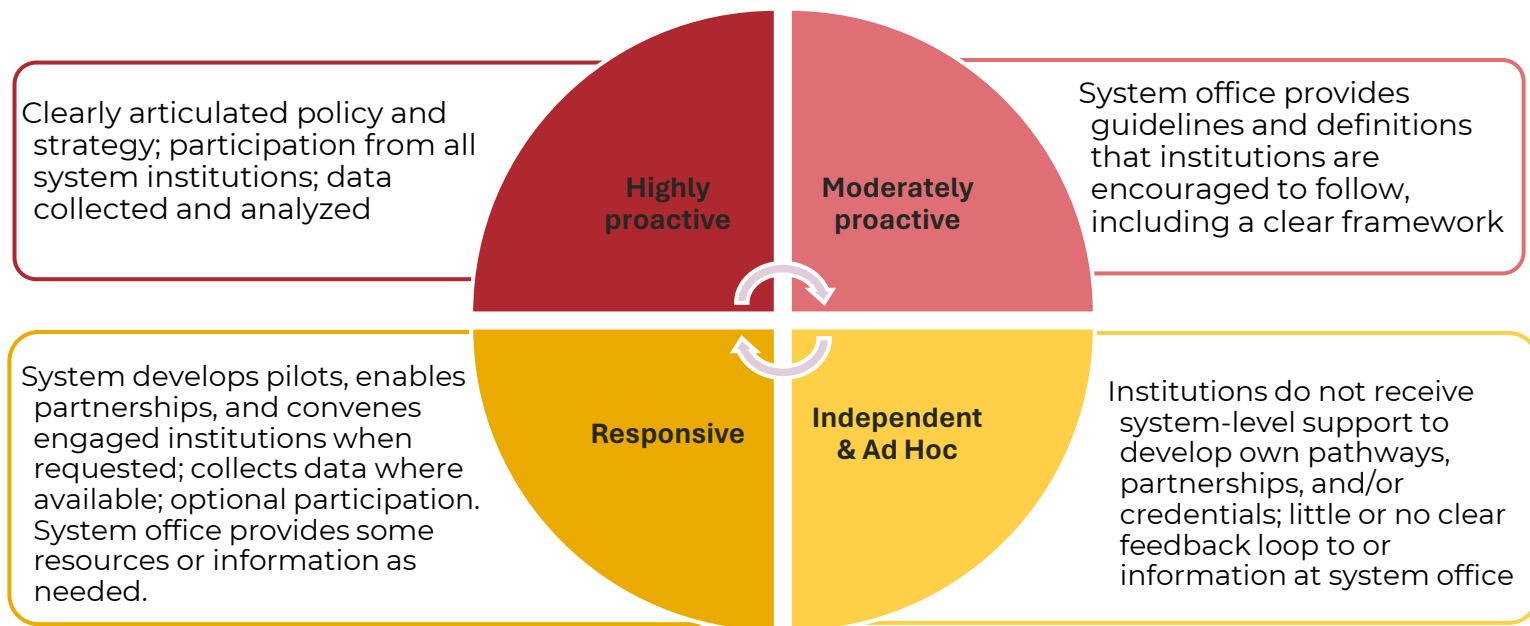 Clearly articulated policy and
strategy; participation from all
system institutions; data
collected and analyzed
Highly
proactive
Moderately
proactive
System office provides
guidelines and definitions
that institutions are
encouraged to follow,
including a clear framework
System develops pilots, enables
partnerships, and convenes
engaged institutions when
requested; collects data where
available; optional participation.
System office provides some
resources or information as
needed.
Responsive
Independent
& Ad Hoc
Institutions do not receive
system-level support to
develop own pathways,
partnerships, and/or
credentials; little or no clear
feedback loop to or
information at system office